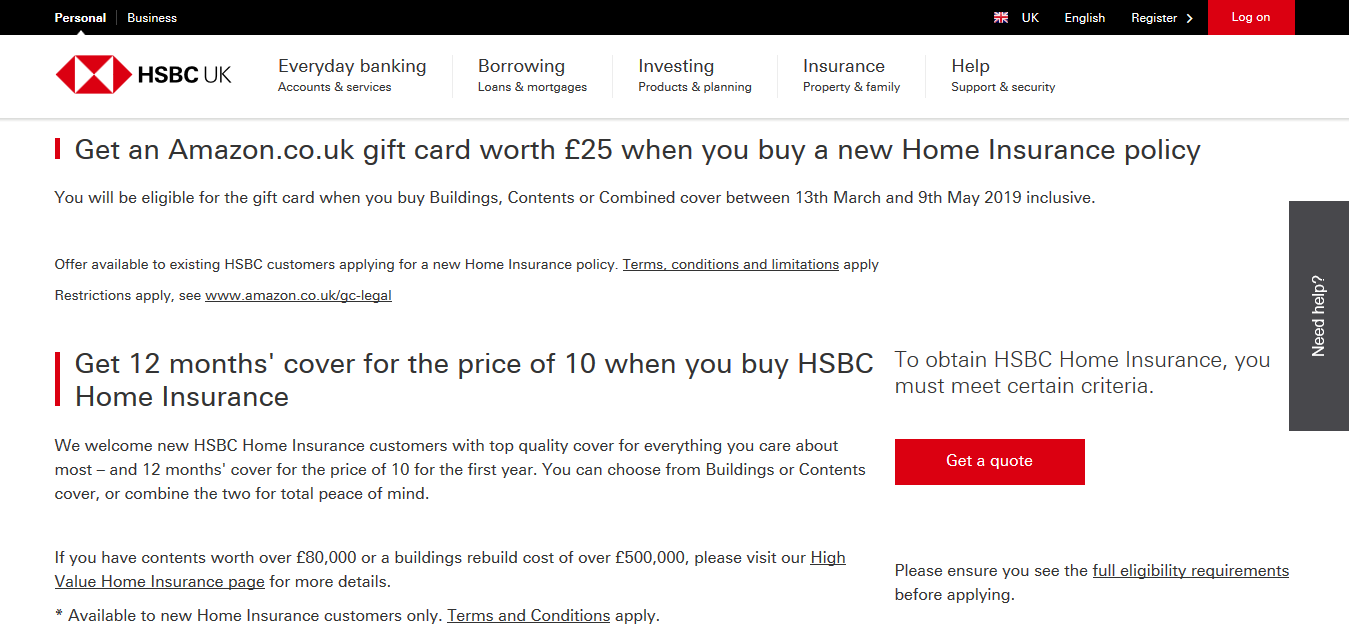 Personal Business UK English Register Log on
HSBC UK
Everyday banking Borrowing Investing Insurance Help
Accounts & services Loans & mortgages Products & planning Property & family Support & security
Get an Amazon.co.uk gift card worth £25 when you buy a new Home Insurance policy
You will be eligible for the gift card when you buy Buildings, Contents or Combined cover between 13th March and 9th May 2019 inclusive.
Offer available to existing HSBC customers applying for a new Home Insurance policy. Terms, conditions and limitations apply
Restrictions apply, see www.amazon.co.uk/gc-legal
Need help?
Get 12 months' cover for the price of 10 when you buy HSBC
Home Insurance
We welcome new HSBC Home Insurance customers with top quality cover for everything you care about
most – and 12 months' cover for the price of 10 for the first year. You can choose from Buildings or Contents
cover, or combine the two for total peace of mind.
If you have contents worth over £80,000 or a buildings rebuild cost of over £500,000, please visit our High
Value Home Insurance page for more details.
* Available to new Home Insurance customers only. Terms and Conditions apply.
To obtain HSBC Home Insurance, you
must meet certain criteria.
Get a quote
Please ensure you see the full eligibility requirements
before applying.